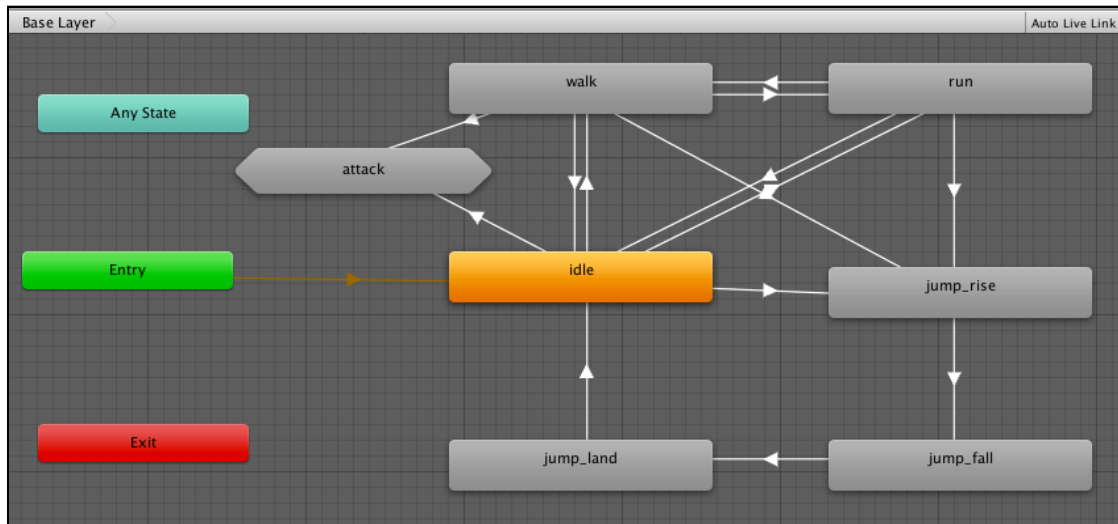 Base Layer
Auto Live Link
walk
run
Any State
attack
Entry
idle
jump_rise
Exit
jump_land
jump_fall